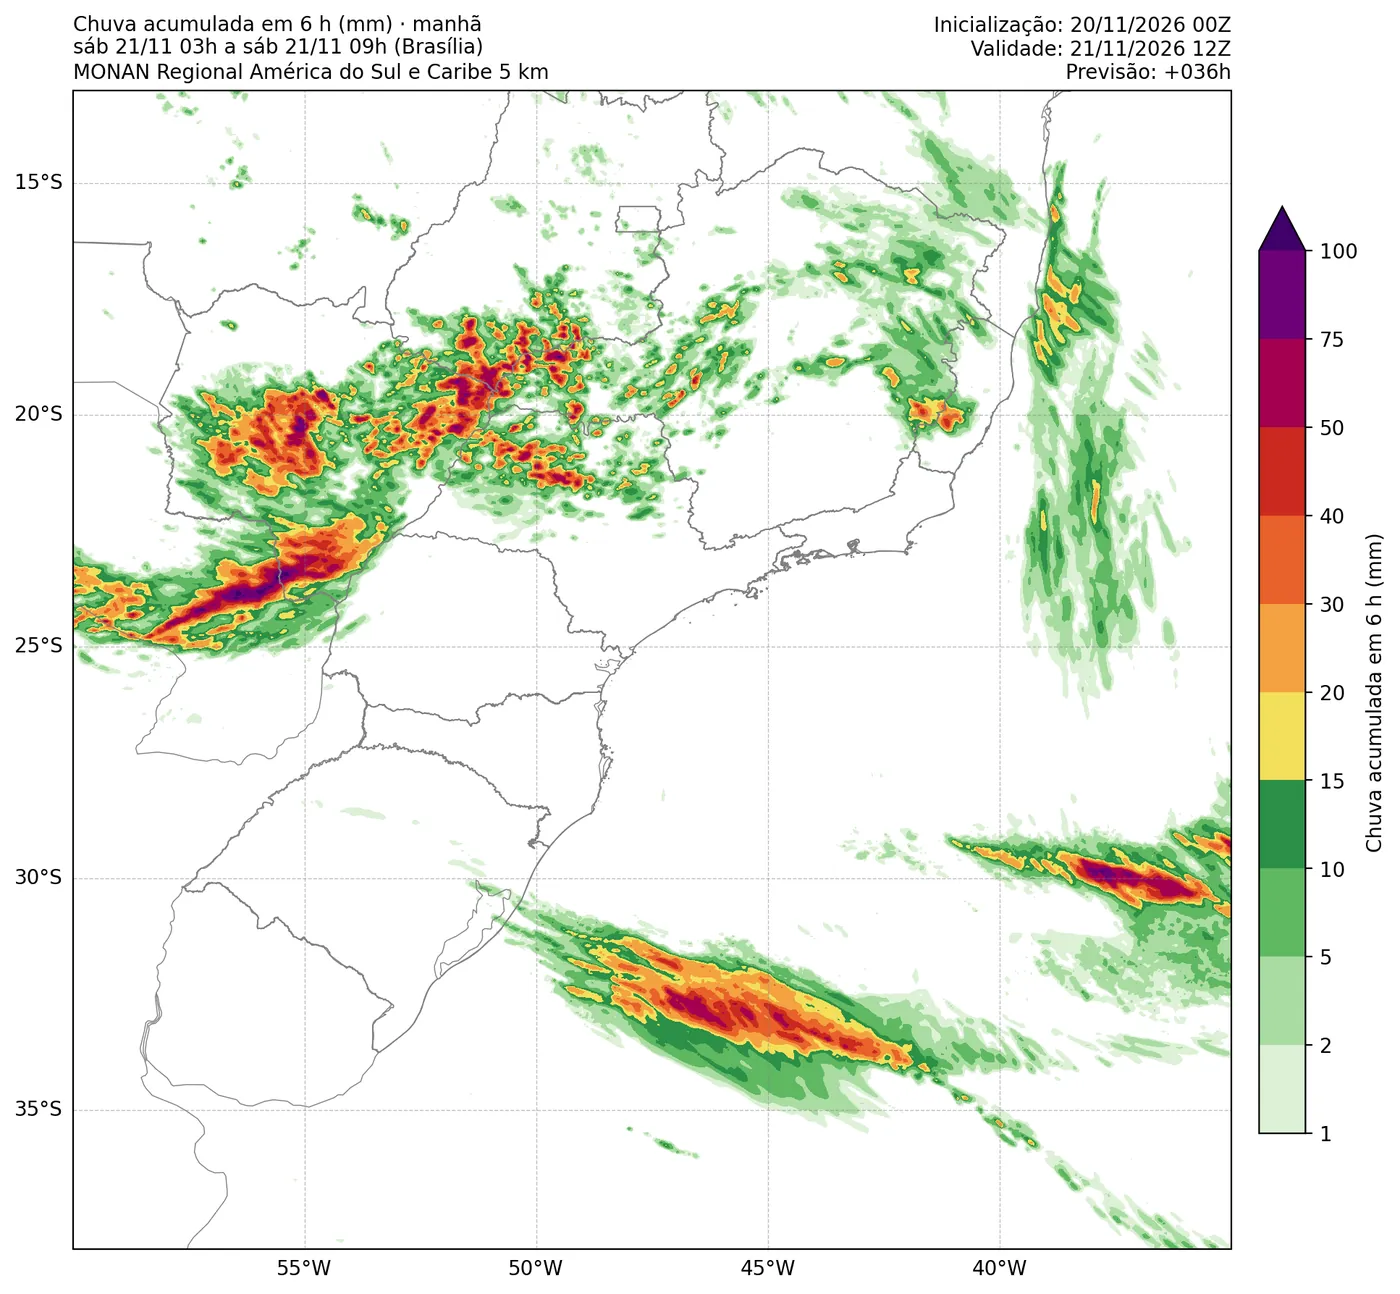 Chuva acumulada em 6 h (mm) · manhã
sáb 21/11 03h a sáb 21/11 09h (Brasília)
MONAN Regional América do Sul e Caribe 5 km
Inicialização: 20/11/2026 00Z
Validade: 21/11/2026 12Z
Previsão: +036h
15°S
20°S
25°S
30°S
35°S
55°W
50°W
45°W
40°W
100
75
50
40
30
20
15
10
5
2
1
Chuva acumulada em 6 h (mm)